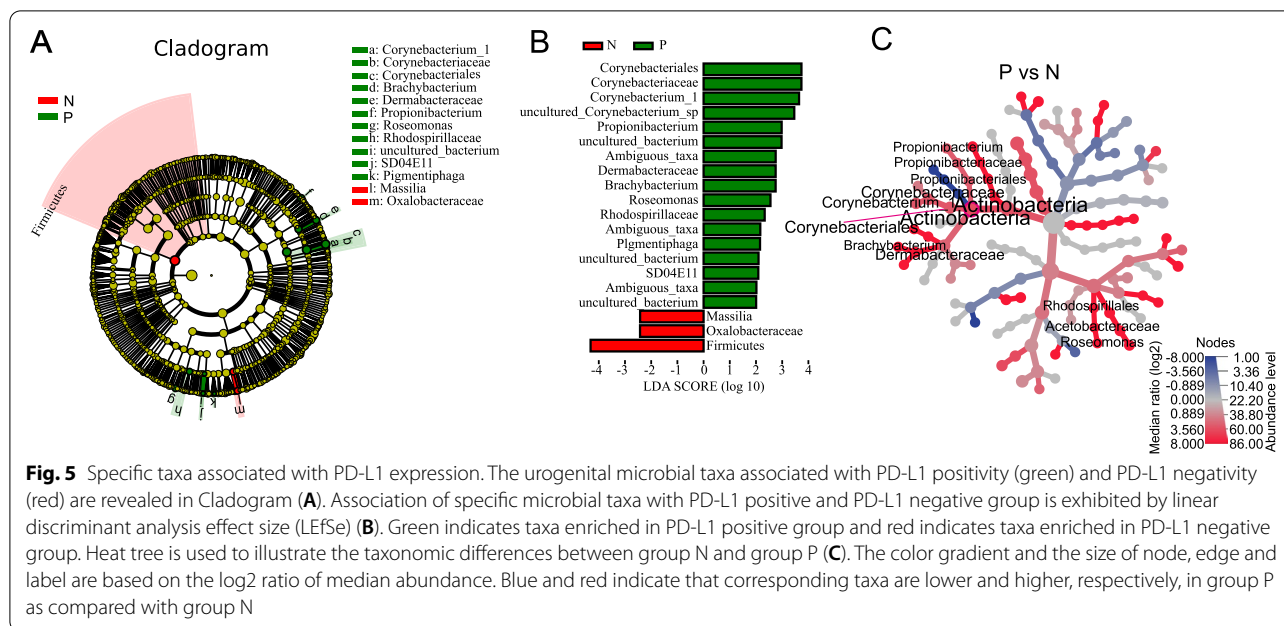 A
Cladogram
N
P
Firmicutes
f
e
d
c
b
a
m
k
j
i
h
g
a: Corynebacterium_1
b: Corynebacteriaceae
c: Corynebacteriales
d: Brachybacterium
e: Dermabacteraceae
f: Propionibacterium
g: Roseomonas
h: Rhodospirillaceae
i: uncultured_bacterium
j: SD04E11
k: Pigmentiphaga
l: Massilia
m: Oxalobacteraceae
B
N P
Corynebacteriales
Corynebacteriaceae
Corynebacterium_1
uncultured_Corynebacterium_sp
Propionibacterium
uncultured_bacterium
Ambiguous_taxa
Dermabacteraceae
Brachybacterium
Roseomonas
Rhodospirillaceae
Ambiguous_taxa
PIgmentiphaga
uncultured_bacterium
SD04E11
Ambiguous_taxa
uncultured_bacterium
Massilia
Oxalobacteraceae
Firmicutes
-4 -3 -2 -1 0 1 2 3 4
LDA SCORE (log 10)
C
P vs N
Propionibacterium
Propionibacteriaceae
Propionibacteriales
Corynebacteriaceae
Corynebacterium
Actinobacteria
Actinobacteria
Corynebacteriales
Brachybacterium
Dermabacteraceae
Rhodospirillales
Acetobacteraceae
Roseomonas
Nodes
-8.000 1.00
-3.560 3.36
-0.889 10.40
0.000 22.20
0.889 38.80
3.560 60.00
8.000 86.00
Median ratio (log2)
Abundance level
Fig. 5 Specific taxa associated with PD-L1 expression. The urogenital microbial taxa associated with PD-L1 positivity (green) and PD-L1 negativity
(red) are revealed in Cladogram (A). Association of specific microbial taxa with PD-L1 positive and PD-L1 negative group is exhibited by linear
discriminant analysis effect size (LEfSe) (B). Green indicates taxa enriched in PD-L1 positive group and red indicates taxa enriched in PD-L1 negative
group. Heat tree is used to illustrate the taxonomic differences between group N and group P (C). The color gradient and the size of node, edge and
label are based on the log2 ratio of median abundance. Blue and red indicate that corresponding taxa are lower and higher, respectively, in group P
as compared with group N